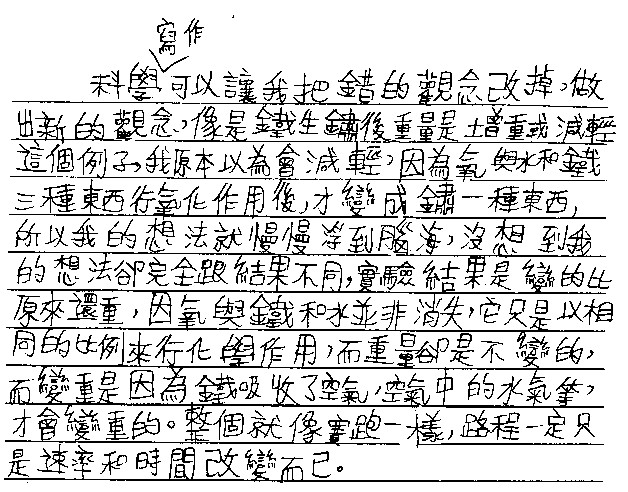 寫作
科學可以讓我把錯的觀念改掉,做
出新的觀念,像是鐵生鏽後重量是增重或減輕
這個例子,我原本以為會減輕,因為氧與水和鐵
三種東西行氧化作用後,才變成鏽一種東西,
所以我的想法就慢慢浮到腦海,沒想到我
的想法卻完全跟結果不同,實驗結果是變的比
原來還重,因氧與鐵和水並非消失,它只是以相
同的比例來行化學作用,而重量卻是不變的,
而變重是因為鐵吸收了空氣,空氣中的水氣等,
才會變重的。整個就像賽跑一樣,路程一定只
是速率和時間改變而已。